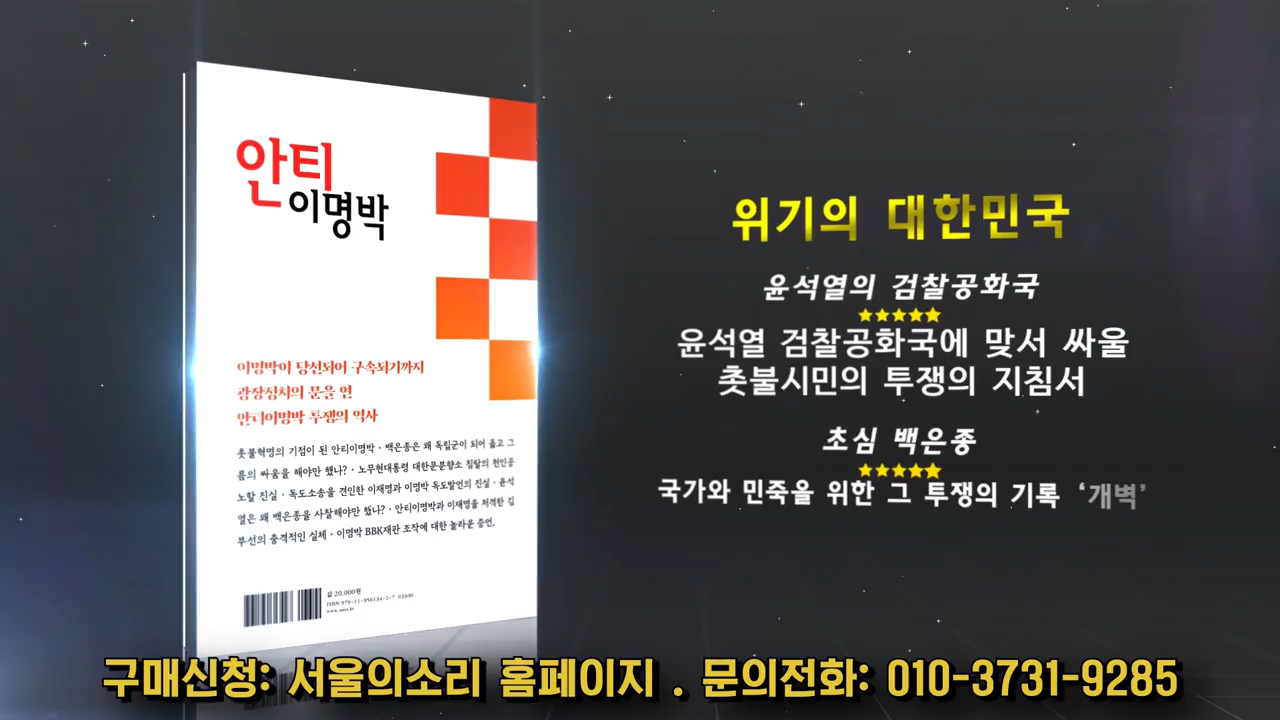 안티
이명박
이명박이 당선되어 구속되기까지
광장정치의 문을 연
안티이명박 투쟁의 역사
촛불혁명의 기점이 된 안티이명박 · 백은종은 왜 독립군이 되어 울고 그
름의 싸움을 해야만 했나? · 노무현대통령 대한문분향소 침탈의 천인공
노할 진실 · 독도소송을 견인한 이재명과 이명박 독도발언의 진실 · 윤석
열은 왜 백은종을 사찰해야만 했나? · 안티이명박과 이재명을 저격한 김
부선의 충격적인 실체 · 이명박 BBK재판 조작에 대한 놀라운 증언.
값 20,000원
위기의 대한민국
윤석열의 검찰공화국
윤석열 검찰공화국에 맞서 싸울
촛불시민의 투쟁의 지침서
초심 백은종
국가와 민족을 위한 그 투쟁의 기록 ‘개벽’
구매신청: 서울의소리 홈페이지 . 문의전화: 010-3731-9285